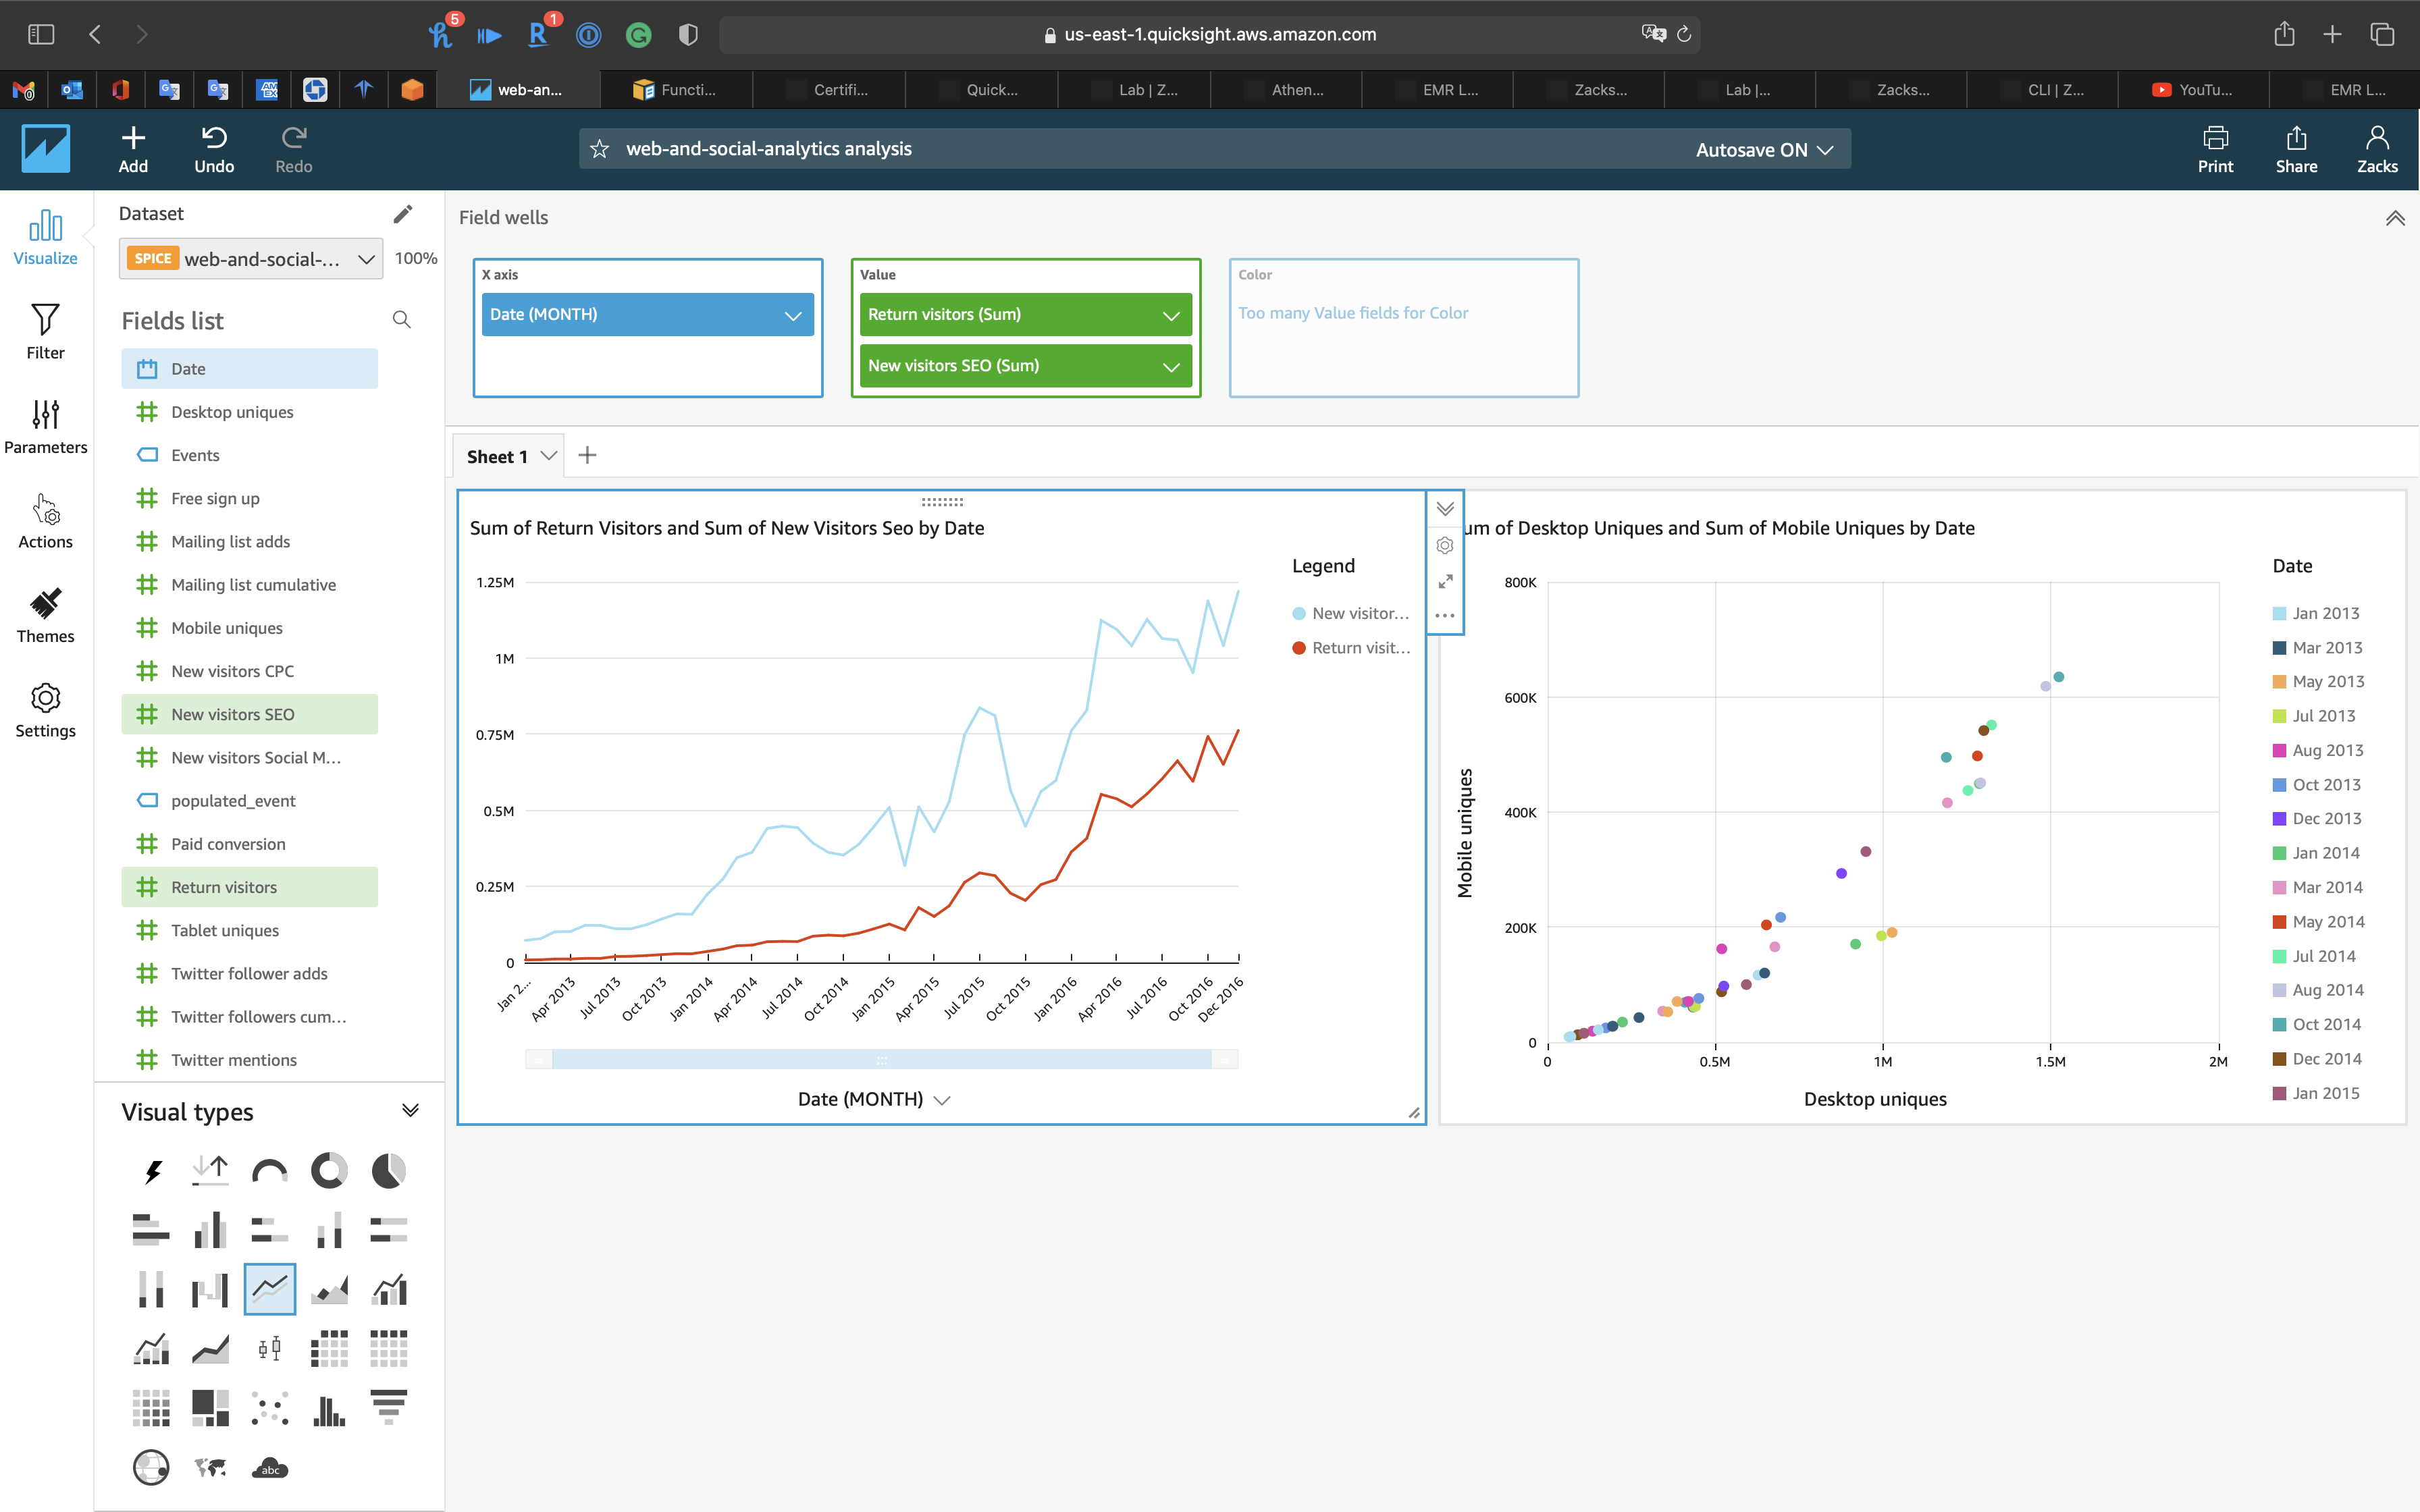 5
1
us-east-1.quicksight.aws.amazon.com
web-an...
Functi...
Certifi...
Quick...
Lab | Z...
Athen...
EMR L...
Zacks...
Lab |...
Zacks...
CLI | Z...
YouTu...
EMR L...
Add
Undo
Redo
web-and-social-analytics analysis
Autosave ON
Print
Share
Zacks
Visualize
Filter
Parameters
Actions
Themes
Settings
Dataset
SPICE web-and-social-...
100%
Fields list
Date
Desktop uniques
Events
Free sign up
Mailing list adds
Mailing list cumulative
Mobile uniques
New visitors CPC
New visitors SEO
New visitors Social M...
populated_event
Paid conversion
Return visitors
Tablet uniques
Twitter follower adds
Twitter followers cum...
Twitter mentions
Visual types
abc
Field wells
X axis
Date (MONTH)
Value
Return visitors (Sum)
New visitors SEO (Sum)
Color
Too many Value fields for Color
Sheet 1
Sum of Return Visitors and Sum of New Visitors Seo by Date
1.25M
1M
0.75M
0.5M
0.25M
0
Jan 2...
Apr 2013
Jul 2013
Oct 2013
Jan 2014
Apr 2014
Jul 2014
Oct 2014
Jan 2015
Apr 2015
Jul 2015
Oct 2015
Jan 2016
Apr 2016
Jul 2016
Oct 2016
Dec 2016
Date (MONTH)
Legend
New visitor...
Return visit...
um of Desktop Uniques and Sum of Mobile Uniques by Date
Mobile uniques
800K
600K
400K
200K
0
0
0.5M
1M
1.5M
2M
Desktop uniques
Date
Jan 2013
Mar 2013
May 2013
Jul 2013
Aug 2013
Oct 2013
Dec 2013
Jan 2014
Mar 2014
May 2014
Jul 2014
Aug 2014
Oct 2014
Dec 2014
Jan 2015